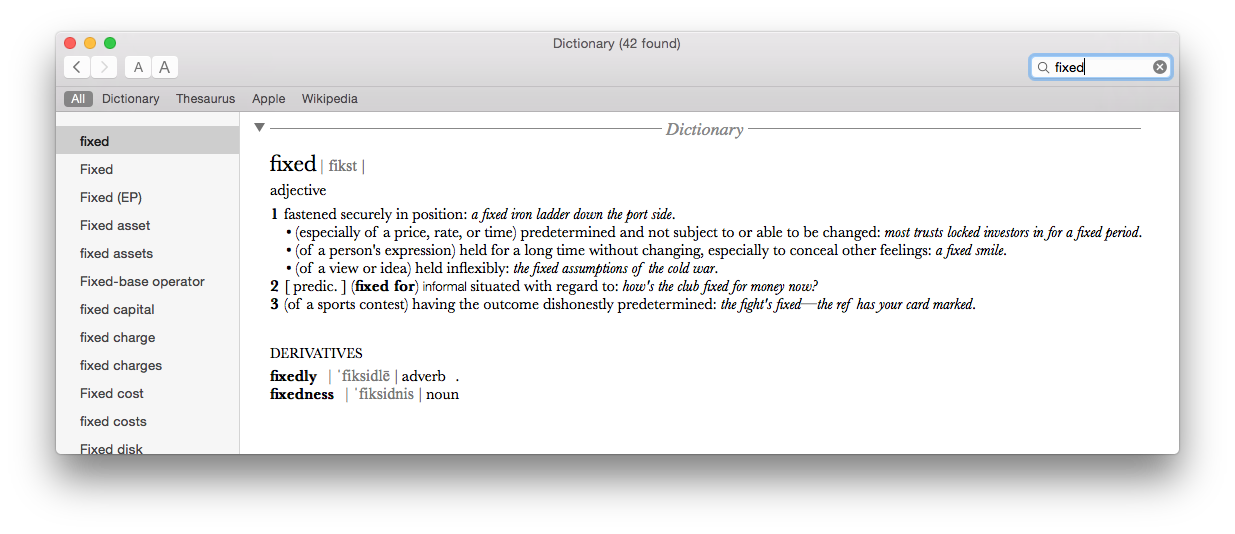 Dictionary (42 found)
A A
fixed
All Dictionary Thesaurus Apple Wikipedia
fixed
Fixed
Fixed (EP)
Fixed asset
fixed assets
Fixed-base operator
fixed capital
fixed charge
fixed charges
Fixed cost
fixed costs
Fixed disk
Dictionary
fixed | fikst |
adjective
1 fastened securely in position: a fixed iron ladder down the port side.
• (especially of a price, rate, or time) predetermined and not subject to or able to be changed: most trusts locked investors in for a fixed period.
• (of a person's expression) held for a long time without changing, especially to conceal other feelings: a fixed smile.
• (of a view or idea) held inflexibly: the fixed assumptions of the cold war.
2 [ predic. ] (fixed for) informal situated with regard to: how's the club fixed for money now?
3 (of a sports contest) having the outcome dishonestly predetermined: the fight's fixed—the ref has your card marked.
DERIVATIVES
fixedly | ˈfiksidlē | adverb .
fixedness | ˈfiksidnis | noun